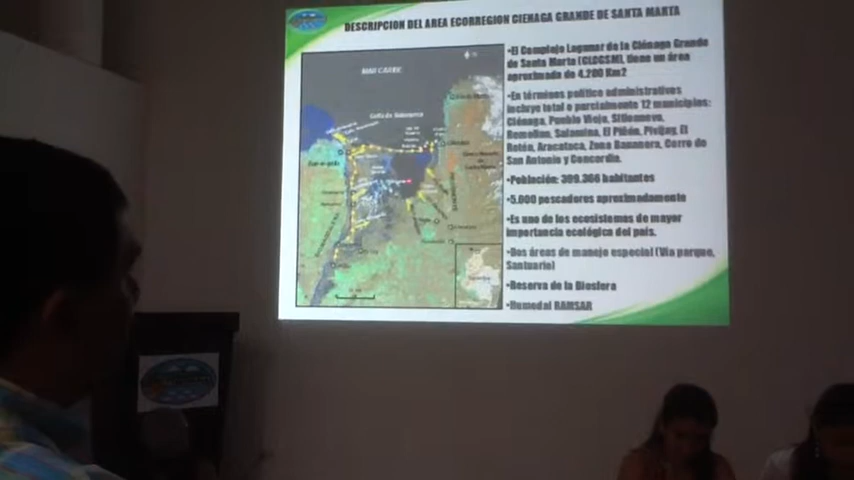 DESCRIPCION DEL AREA ECORREGION CIENAGA GRANDE DE SANTA MARTA
•El Complejo Lagunar de la Ciénaga Grande
de Santa Marta (CLCGSM), tiene un área
aproximada de 4.280 Km2
•En términos político administrativos
incluye total o parcialmente 12 municipios:
Ciénaga, Pueblo Viejo, Sitionuevo,
Remolino, Salamina, El Piñón, Pivijay, El
Retén, Aracataca, Zona Bananera, Cerro de
San Antonio y Concordia.
•Población: 309.366 habitantes
•5.000 pescadores aproximadamente
•Es uno de los ecosistemas de mayor
importancia ecológica del país.
•Dos áreas de manejo especial (Vía parque,
Santuario)
•Reserva de la Biosfera
•Humedal RAMSAR
MAR CARIBE
Golfo de Salamanca